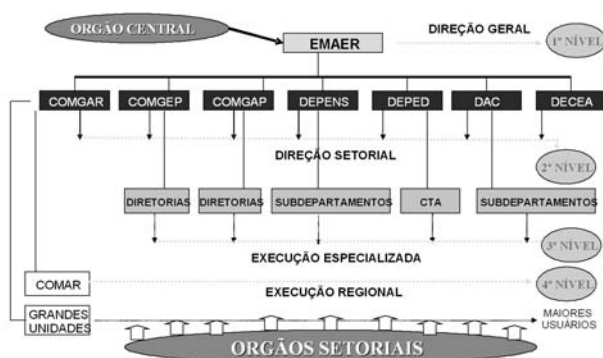 ORGÃO CENTRAL
EMAER
DIREÇÃO GERAL
1º NÍVEL
COMGAR
COMGEP
COMGAP
DEPENS
DEPED
DAC
DECEA
DIREÇÃO SETORIAL
2º NÍVEL
DIRETORIAS
DIRETORIAS
SUBDEPARTAMENTOS
CTA
SUBDEPARTAMENTOS
3º NÍVEL
EXECUÇÃO ESPECIALIZADA
COMAR
4º NÍVEL
EXECUÇÃO REGIONAL
GRANDES
UNIDADES
MAIORES
USUÁRIOS
ORGÃOS SETORIAIS